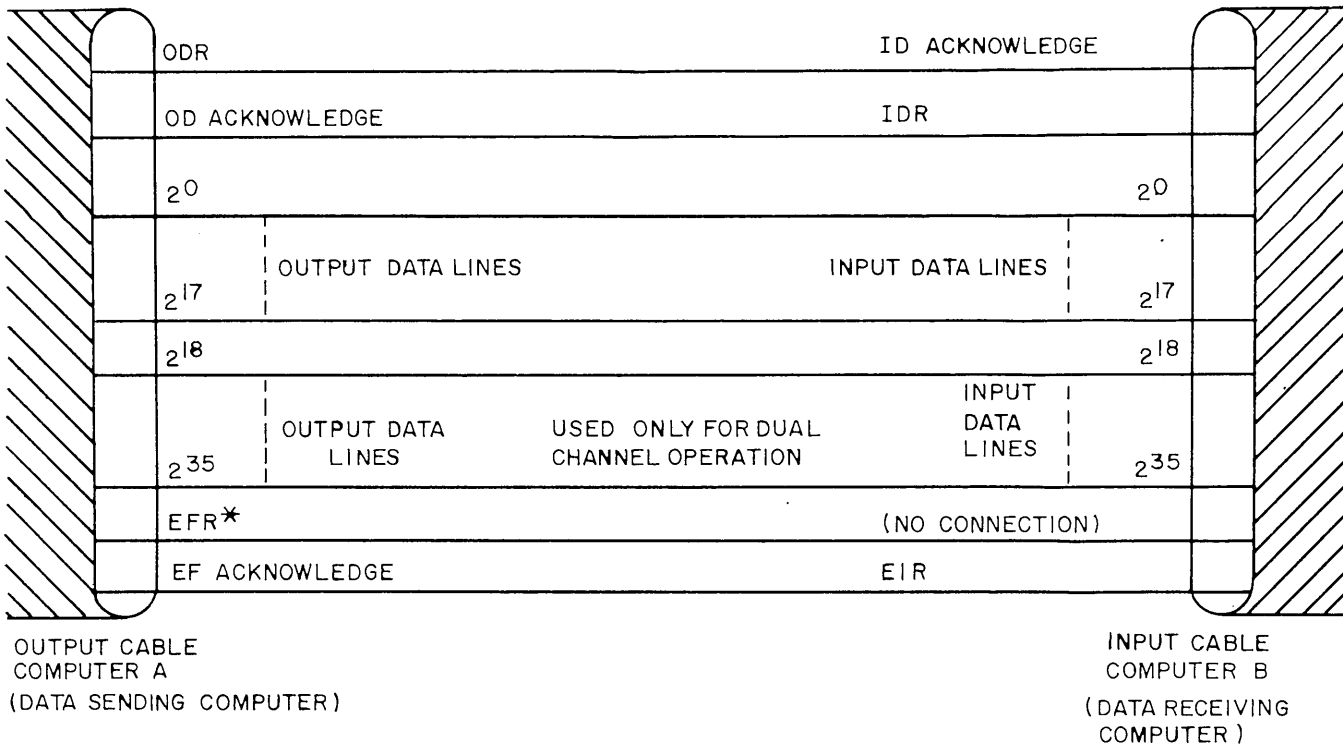 ODR ID ACKNOWLEDGE
OD ACKNOWLEDGE IDR
2^0 2^0
OUTPUT DATA LINES INPUT DATA LINES
2^17 2^17
2^18 2^18
OUTPUT DATA LINES
USED ONLY FOR DUAL CHANNEL OPERATION
INPUT
DATA
LINES
2^35 2^35
EFR* (NO CONNECTION)
EF ACKNOWLEDGE EIR
OUTPUT CABLE
COMPUTER A
(DATA SENDING COMPUTER)
INPUT CABLE
COMPUTER B
(DATA RECEIVING
COMPUTER)